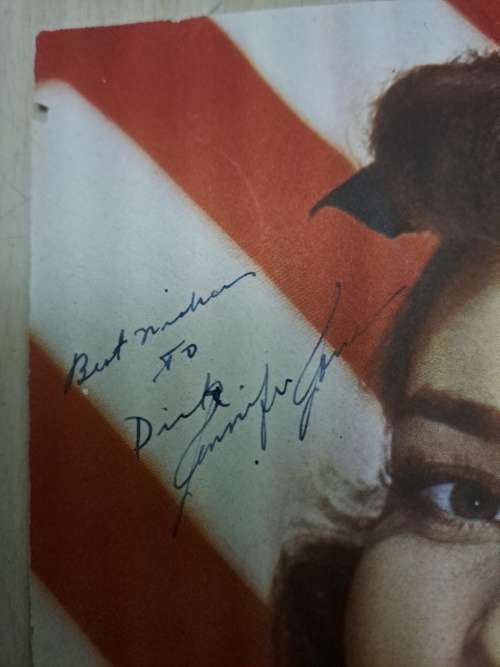 Best Wishes
To
Dick.
Jennifer Jones